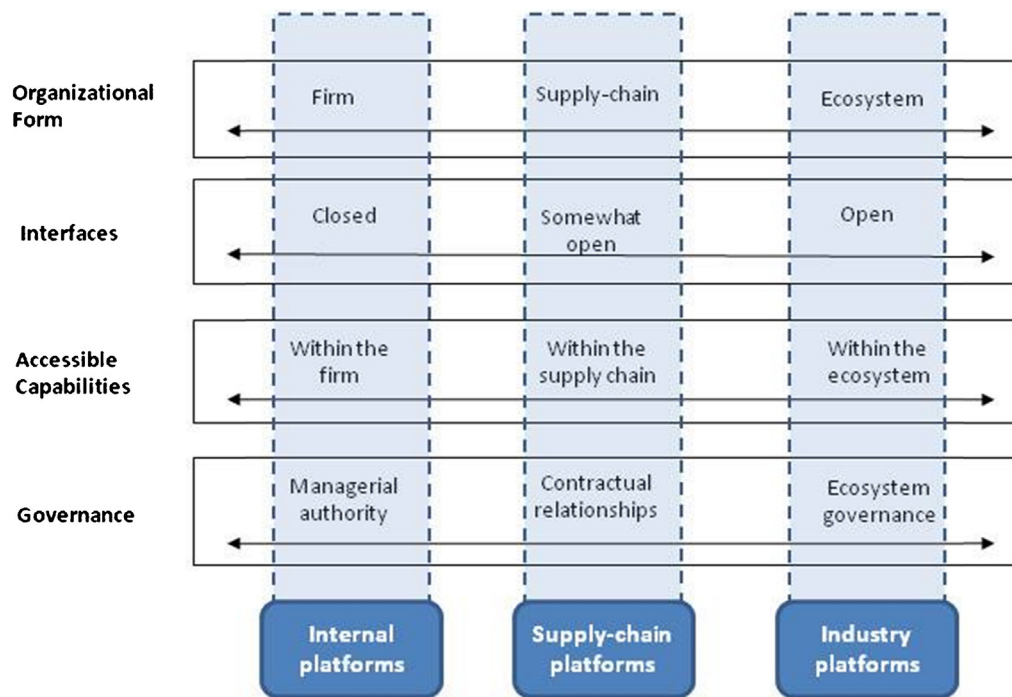 Organizational
Form
Firm
Supply-chain
Ecosystem
Interfaces
Closed
Somewhat
open
Open
Accessible
Capabilities
Within the
firm
Within the
supply chain
Within the
ecosystem
Governance
Managerial
authority
Contractual
relationships
Ecosystem
governance
Internal
platforms
Supply-chain
platforms
Industry
platforms